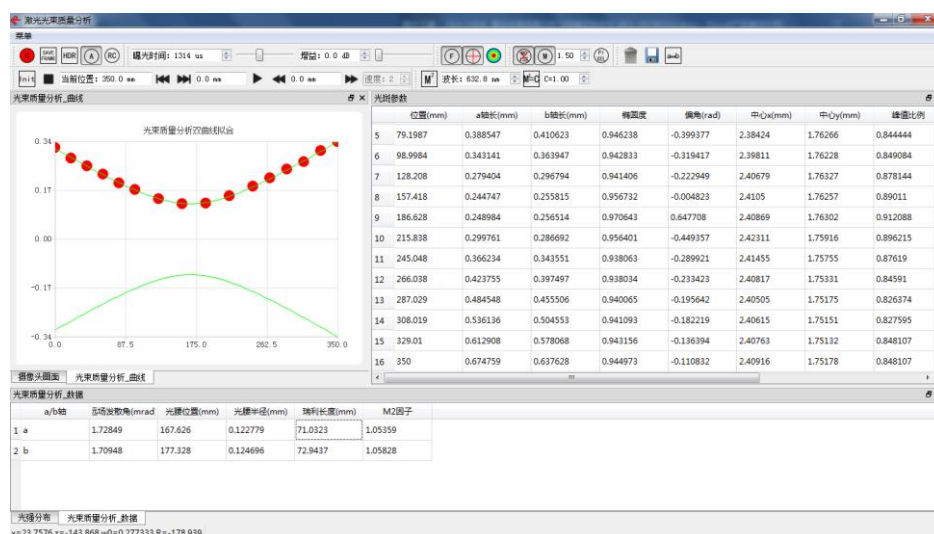 激光光束质量分析
菜单
SAVE FRAME HDR A RC 曝光时间: 1314 us 增益: 0.0 dB F M 1.50 a=b
Init 当前位置: 350.0 mm 0.0 mm 0.0 mm 速度: 2 M² 波长: 632.8 nm M²=C C=1.00
光束质量分析_曲线
光斑参数
光束质量分析双曲线拟合
0.34
0.17
0.00
-0.17
-0.34
0.0 87.5 175.0 262.5 350.0
位置(mm) a轴长(mm) b轴长(mm) 椭圆度 偏角(rad) 中心x(mm) 中心y(mm) 峰值比例
5 79.1987 0.388547 0.410623 0.946238 -0.399377 2.38424 1.76266 0.844444
6 98.9984 0.343141 0.363947 0.942833 -0.319417 2.39811 1.76228 0.849084
7 128.208 0.279404 0.296794 0.941406 -0.222949 2.40679 1.76327 0.878144
8 157.418 0.244747 0.255815 0.956732 -0.004823 2.4105 1.76257 0.89011
9 186.628 0.248984 0.256514 0.970643 0.647708 2.40869 1.76302 0.912088
10 215.838 0.299761 0.286692 0.956401 -0.449357 2.42311 1.75916 0.896215
11 245.048 0.366234 0.343551 0.938063 -0.289921 2.41455 1.75755 0.87619
12 266.038 0.423755 0.397497 0.938034 -0.233423 2.40817 1.75331 0.84591
13 287.029 0.484548 0.455506 0.940065 -0.195642 2.40505 1.75175 0.826374
14 308.019 0.536136 0.504553 0.941093 -0.182219 2.40615 1.75151 0.827595
15 329.01 0.612908 0.578068 0.943156 -0.136394 2.40763 1.75132 0.848107
16 350 0.674759 0.637628 0.944973 -0.110832 2.40916 1.75178 0.848107
摄像头画面 光束质量分析_曲线
光束质量分析_数据
a/b轴 远场发散角(mrad 光腰位置(mm) 光腰半径(mm) 瑞利长度(mm) M2因子
1 a 1.72849 167.626 0.122779 71.0323 1.05359
2 b 1.70948 177.328 0.124696 72.9437 1.05828
光强分布 光束质量分析_数据
x=23.7576 z=-143.868 w0=0.277333 R=-178.939